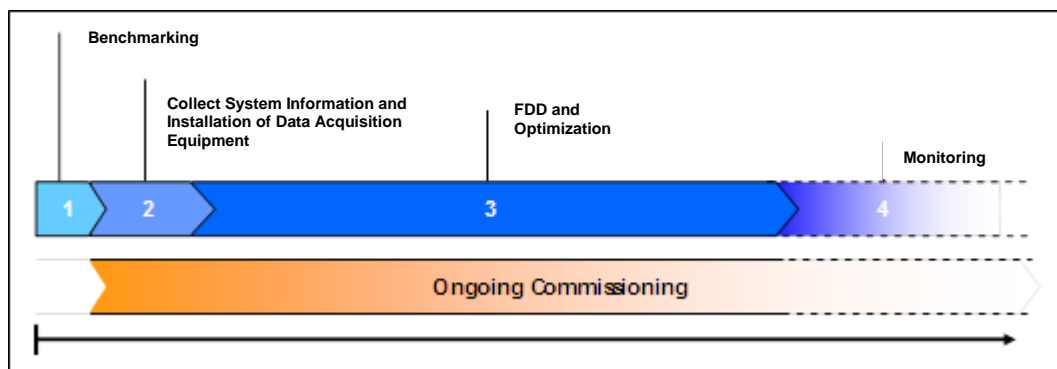 Benchmarking
Collect System Information and
Installation of Data Acquisition
Equipment
FDD and
Optimization
Monitoring
1
2
3
4
Ongoing Commissioning